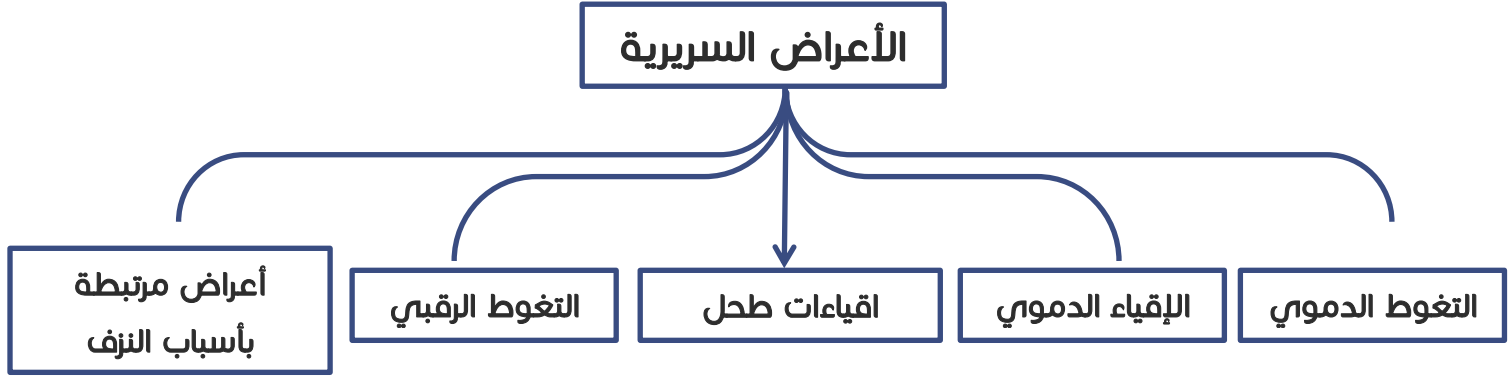 الأعراض السريرية
التغوط الدموي
الإقياء الدموي
اقياءات طحل
التغوط الرقبي
أعراض مرتبطة
بأسباب النزف